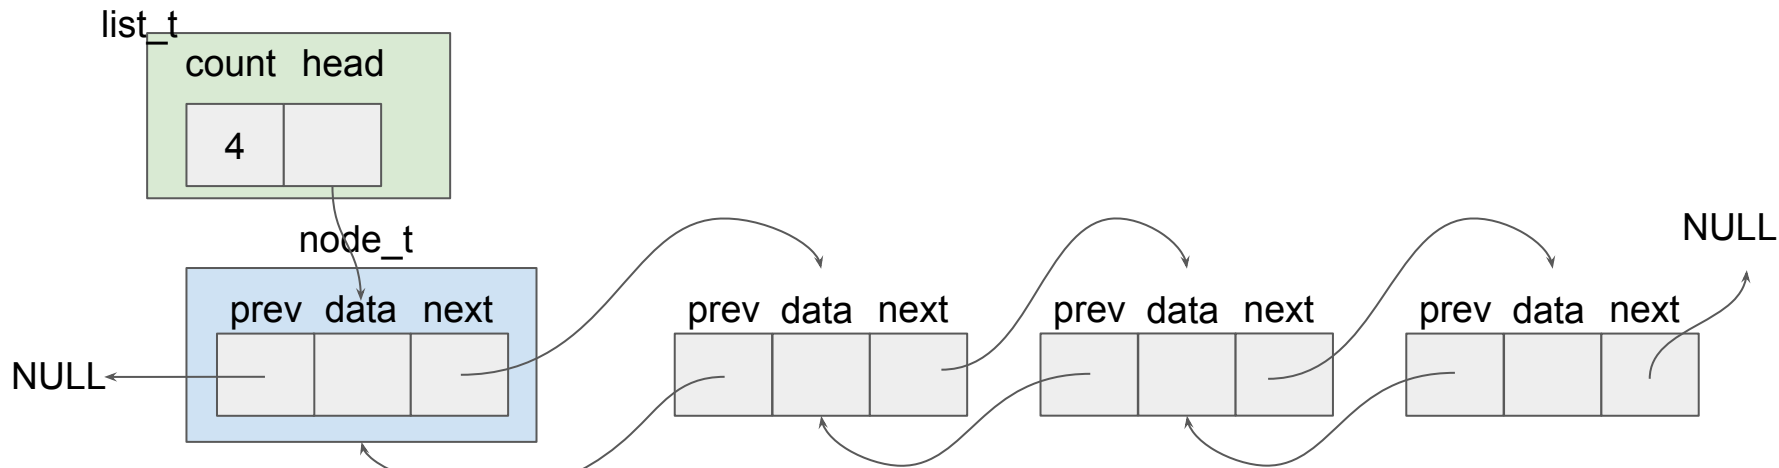 list_t
count head
4
node_t
NULL
prev data next
prev data next
prev data next
prev data next
NULL